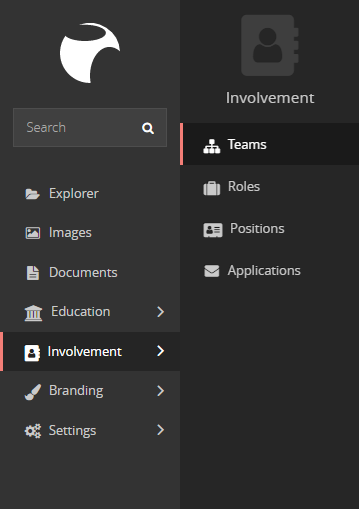 Search
Explorer
Images
Documents
Education
Involvement
Branding
Settings
Involvement
Teams
Roles
Positions
Applications